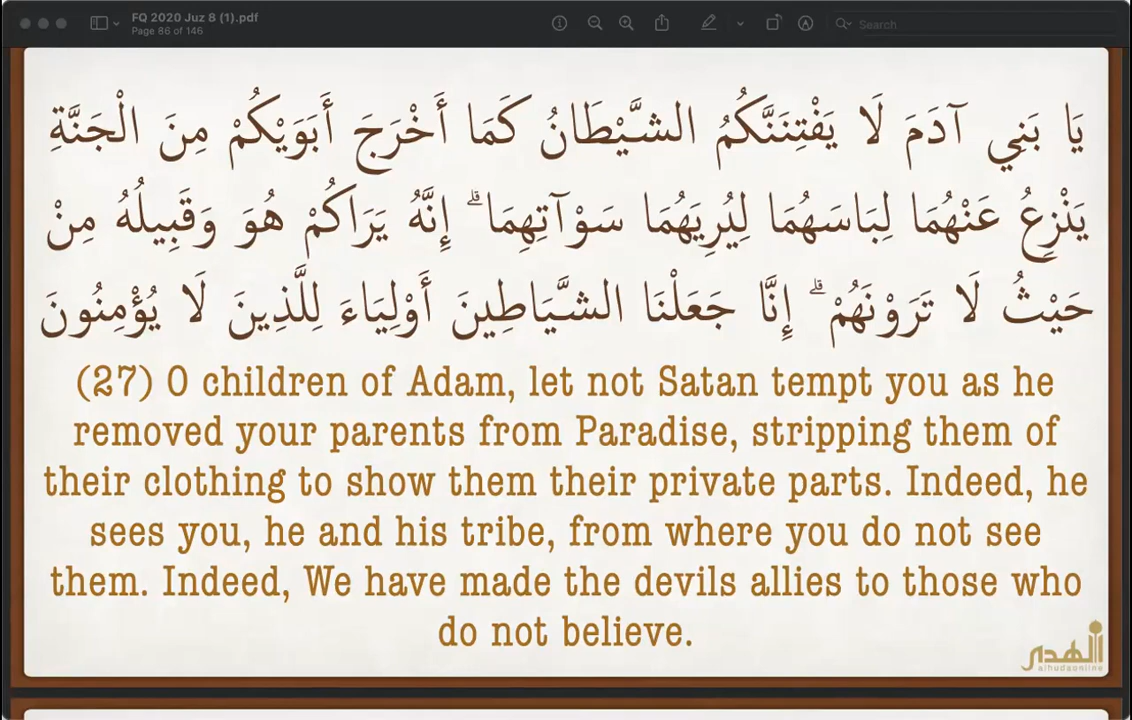 FQ 2020 Juz 8 (1).pdf
Page 86 of 146
Search
يَا بَنِي آدَمَ لَا يَفْتِنَنَّكُمُ الشَّيْطَانُ كَمَا أَخْرَجَ أَبَوَيْكُمْ مِنَ الْجَنَّةِ
يَنْزِعُ عَنْهُمَا لِبَاسَهُمَا لِيُرِيَهُمَا سَوْآتِهِمَا ۗ إِنَّهُ يَرَاكُمْ هُوَ وَقَبِيلُهُ مِنْ
حَيْثُ لَا تَرَوْنَهُمْ ۗ إِنَّا جَعَلْنَا الشَّيَاطِينَ أَوْلِيَاءَ لِلَّذِينَ لَا يُؤْمِنُونَ
(27) O children of Adam, let not Satan tempt you as he
removed your parents from Paradise, stripping them of
their clothing to show them their private parts. Indeed, he
sees you, he and his tribe, from where you do not see
them. Indeed, We have made the devils allies to those who
do not believe.
الهدى
alhudaonline